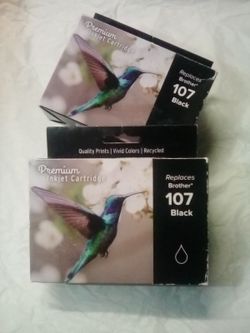 Premium
Inkjet Cartridge
Replaces
Brother*
107
Black
Quality Prints | Vivid Colors | Recycled
Premium
Inkjet Cartridge
Replaces
Brother*
107
Black